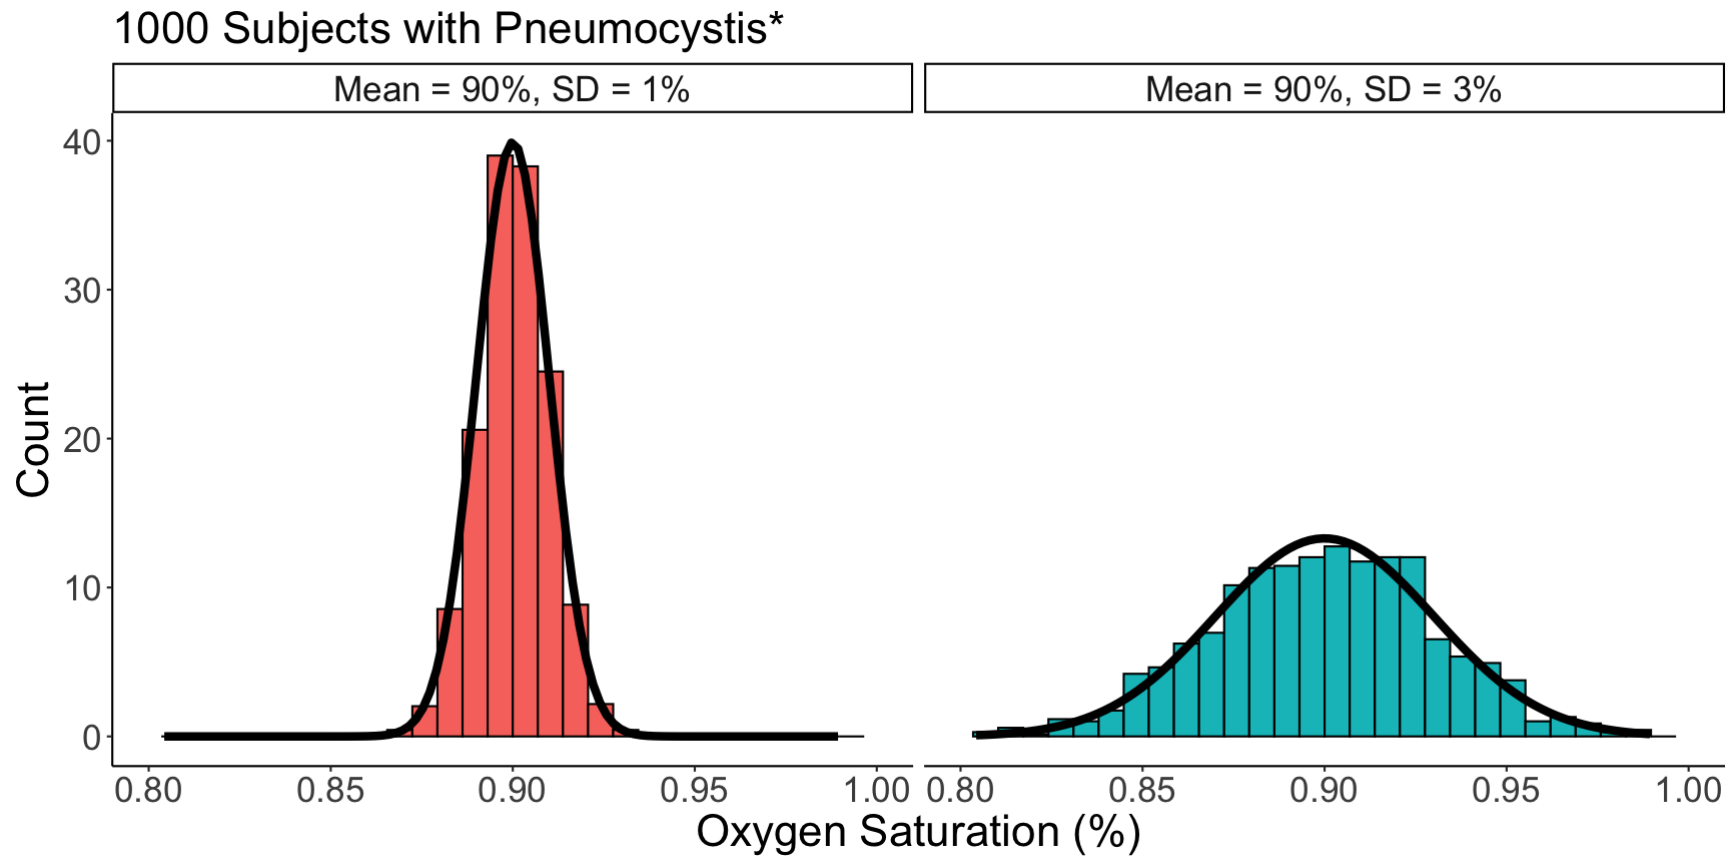 1000 Subjects with Pneumocystis*
Mean = 90%, SD = 1%
Mean = 90%, SD = 3%
Count
40
30
20
10
0
0.80 0.85 0.90 0.95 1.00
0.80 0.85 0.90 0.95 1.00
Oxygen Saturation (%)